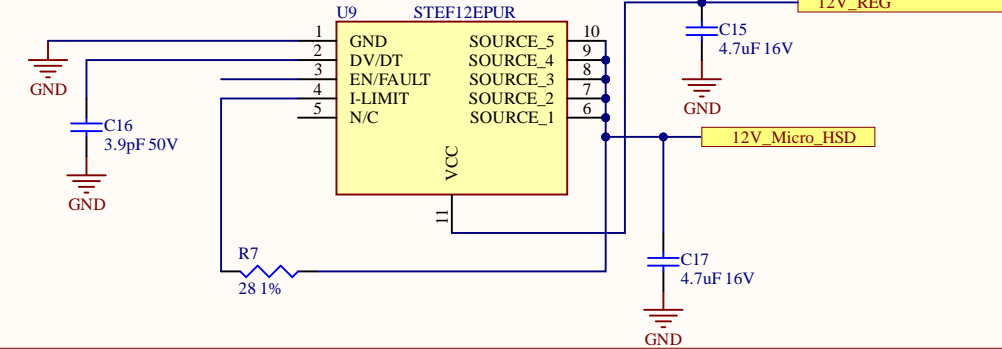 12V_REG
U9 STEF12EPUR
C15
4.7uF 16V
GND
1 GND SOURCE_5 10
2 DV/DT SOURCE_4 9
3 EN/FAULT SOURCE_3 8
4 I-LIMIT SOURCE_2 7
5 N/C SOURCE_1 6
GND
C16
3.9pF 50V
GND
VCC
11
12V_Micro_HSD
R7
28 1%
C17
4.7uF 16V
GND